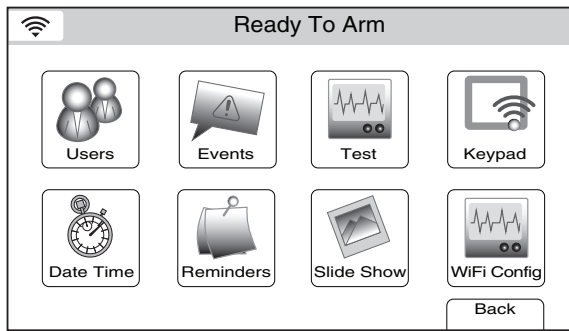 Ready To Arm
Users
Events
Test
Keypad
Date Time
Reminders
Slide Show
WiFi Config
Back